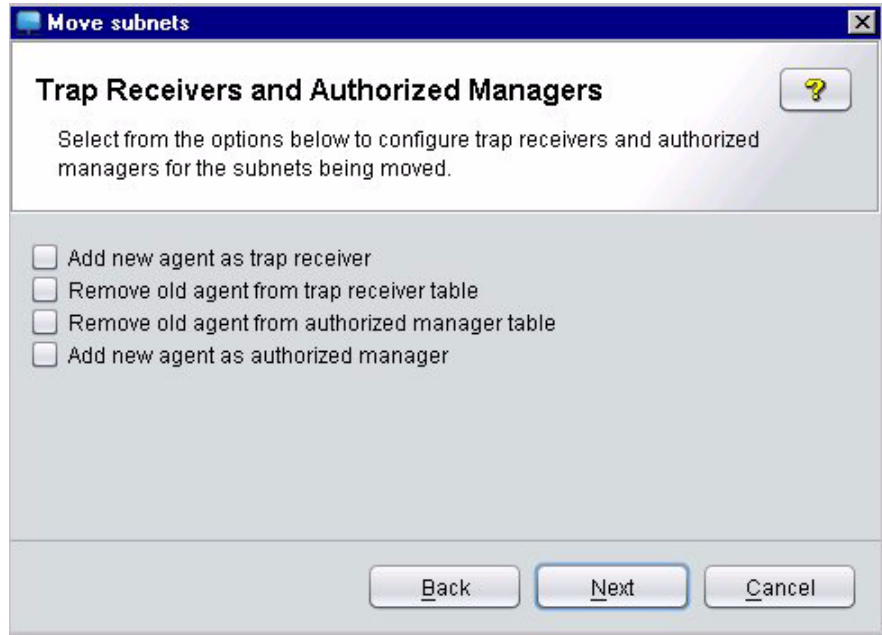 Move subnets
Trap Receivers and Authorized Managers
?
Select from the options below to configure trap receivers and authorized
managers for the subnets being moved.
Add new agent as trap receiver
Remove old agent from trap receiver table
Remove old agent from authorized manager table
Add new agent as authorized manager
Back Next Cancel